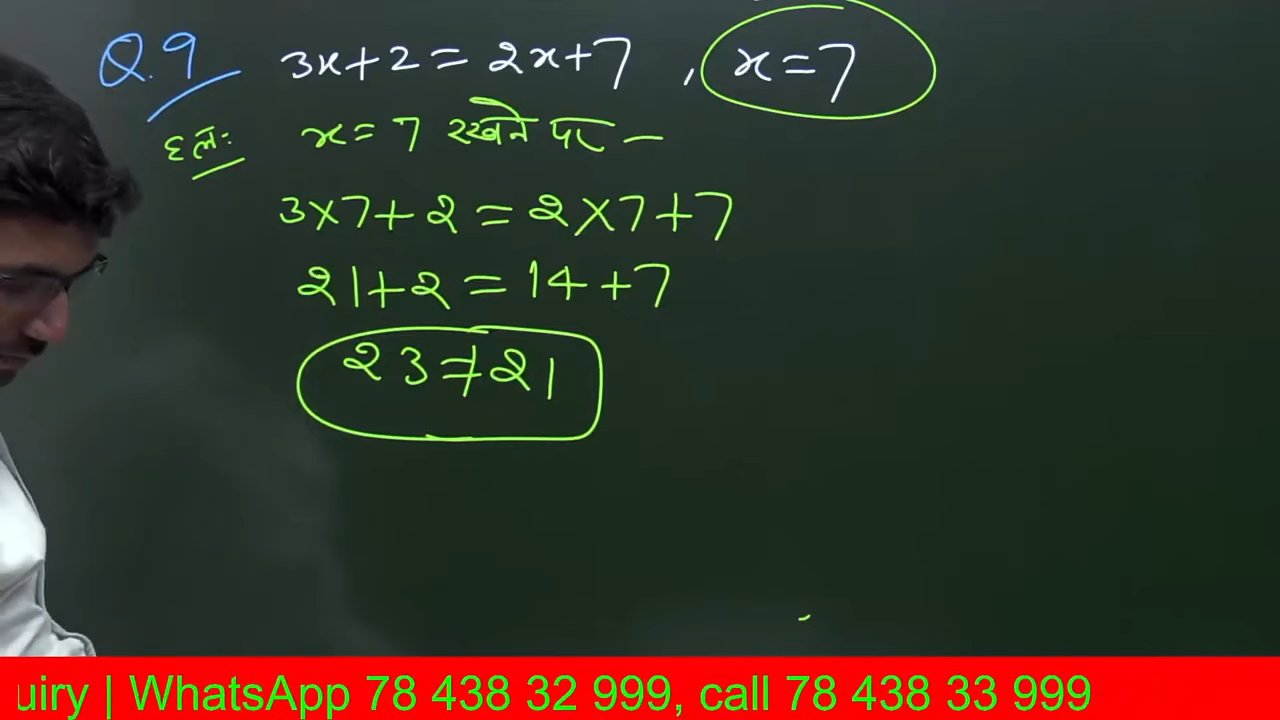 Q.9 3x+2=2x+7, x=7
हलः x=7 रखने पर –
3×7+2=2×7+7
21+2=14+7
23≠21
uiry | WhatsApp 78 438 32 999, call 78 438 33 999